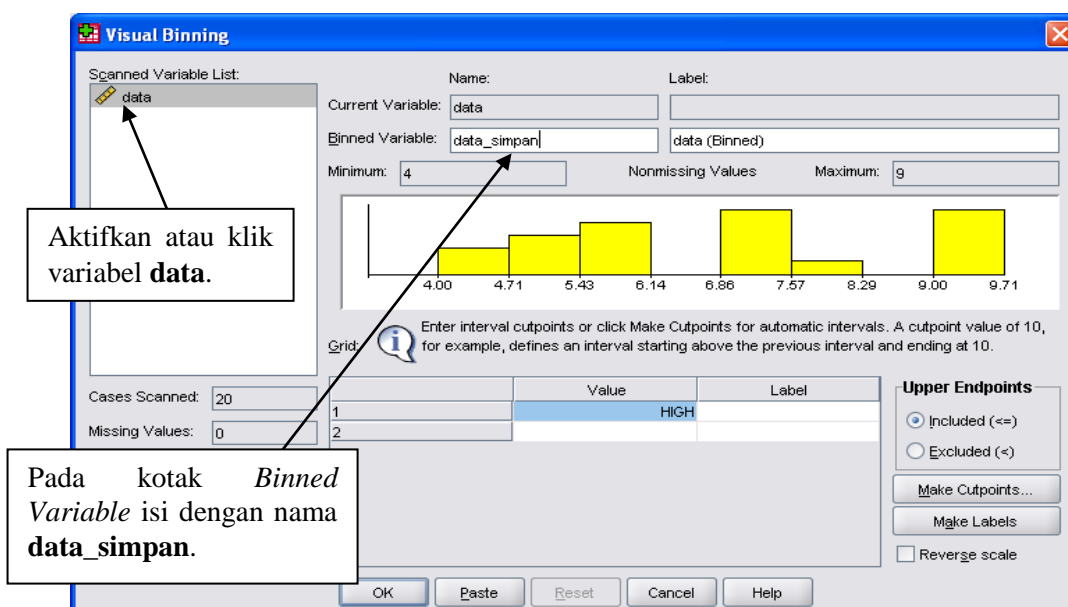 Visual Binning
Scanned Variable List:
data
Name:
Label:
Current Variable:
data
Binned Variable:
data_simpan
data (Binned)
Minimum:
4
Nonmissing Values
Maximum:
9
Aktifkan atau klik
variabel data.
4.00 4.71 5.43 6.14 6.86 7.57 8.29 9.00 9.71
Grid:
Enter interval cutpoints or click Make Cutpoints for automatic intervals. A cutpoint value of 10,
for example, defines an interval starting above the previous interval and ending at 10.
Cases Scanned:
20
Missing Values:
0
Value
Label
1
HIGH
2
Upper Endpoints
Included (<=)
Excluded (<)
Make Cutpoints...
Make Labels
Reverse scale
Pada kotak Binned
Variable isi dengan nama
data_simpan.
OK
Paste
Reset
Cancel
Help